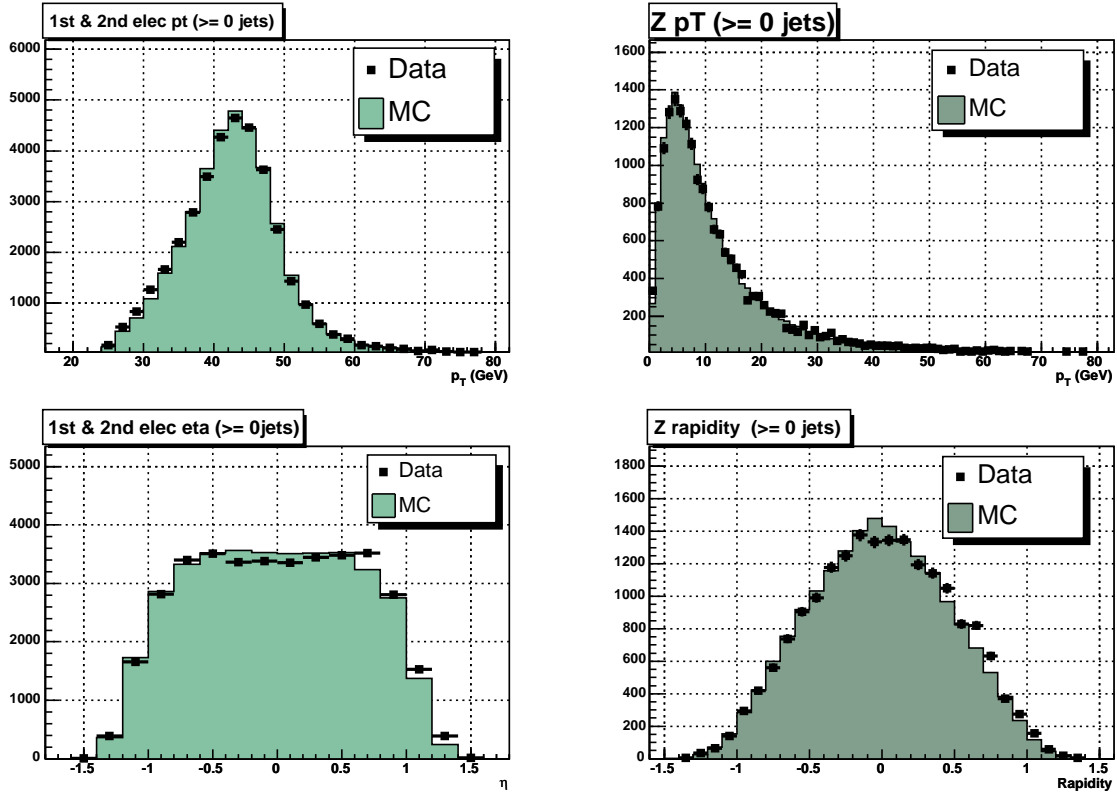 1st & 2nd elec pt (>= 0 jets)
Data
MC
6000
5000
4000
3000
2000
1000
20 30 40 50 60 70 80
p_T (GeV)
Z pT (>= 0 jets)
Data
MC
1600
1400
1200
1000
800
600
400
200
0 10 20 30 40 50 60 70 80
p_T (GeV)
1st & 2nd elec eta (>= 0jets)
Data
MC
5000
4000
3000
2000
1000
0
-1.5 -1 -0.5 0 0.5 1 1.5
η
Z rapidity (>= 0 jets)
Data
MC
1800
1600
1400
1200
1000
800
600
400
200
0
-1.5 -1 -0.5 0 0.5 1 1.5
Rapidity